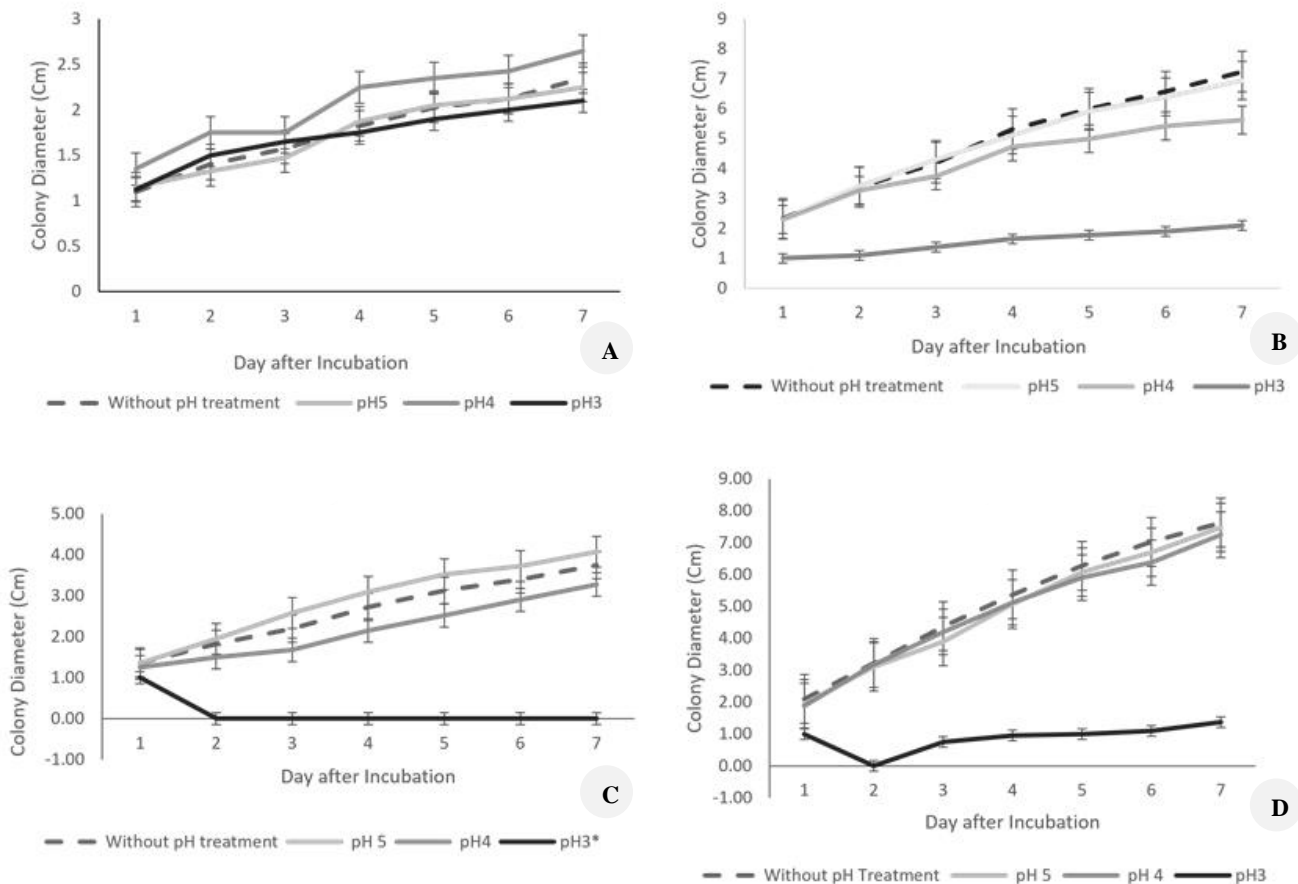 3
2.5
2
1.5
1
0.5
0
Colony Diameter (Cm)
1 2 3 4 5 6 7
Day after Incubation
A
Without pH treatment pH5 pH4 pH3
9
8
7
6
5
4
3
2
1
0
Colony Diameter (Cm)
1 2 3 4 5 6 7
Day after Incubation
B
Without pH treatment pH5 pH4 pH3
5.00
4.00
3.00
2.00
1.00
0.00
-1.00
Colony Diameter (Cm)
1 2 3 4 5 6 7
Day after Incubation
C
Without pH treatment pH 5 pH4 pH3*
9.00
8.00
7.00
6.00
5.00
4.00
3.00
2.00
1.00
0.00
-1.00
Colony Diameter (Cm)
1 2 3 4 5 6 7
Day after Incubation
D
Without pH Treatment pH 5 pH 4 pH3